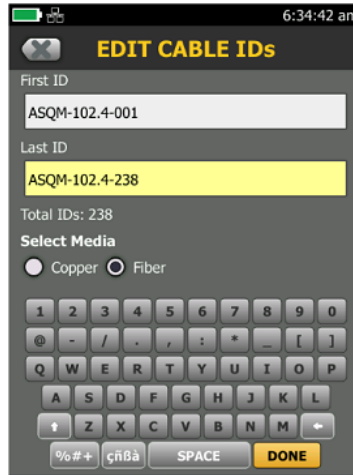 6:34:42 am
EDIT CABLE IDs
First ID
ASQM-102.4-001
Last ID
ASQM-102.4-238
Total IDs: 238
Select Media
Copper Fiber
1 2 3 4 5 6 7 8 9 0
@ - / . , : * _ [ ]
Q W E R T Y U I O P
A S D F G H J K L
Z X C V B N M
%#+ çñßà SPACE DONE